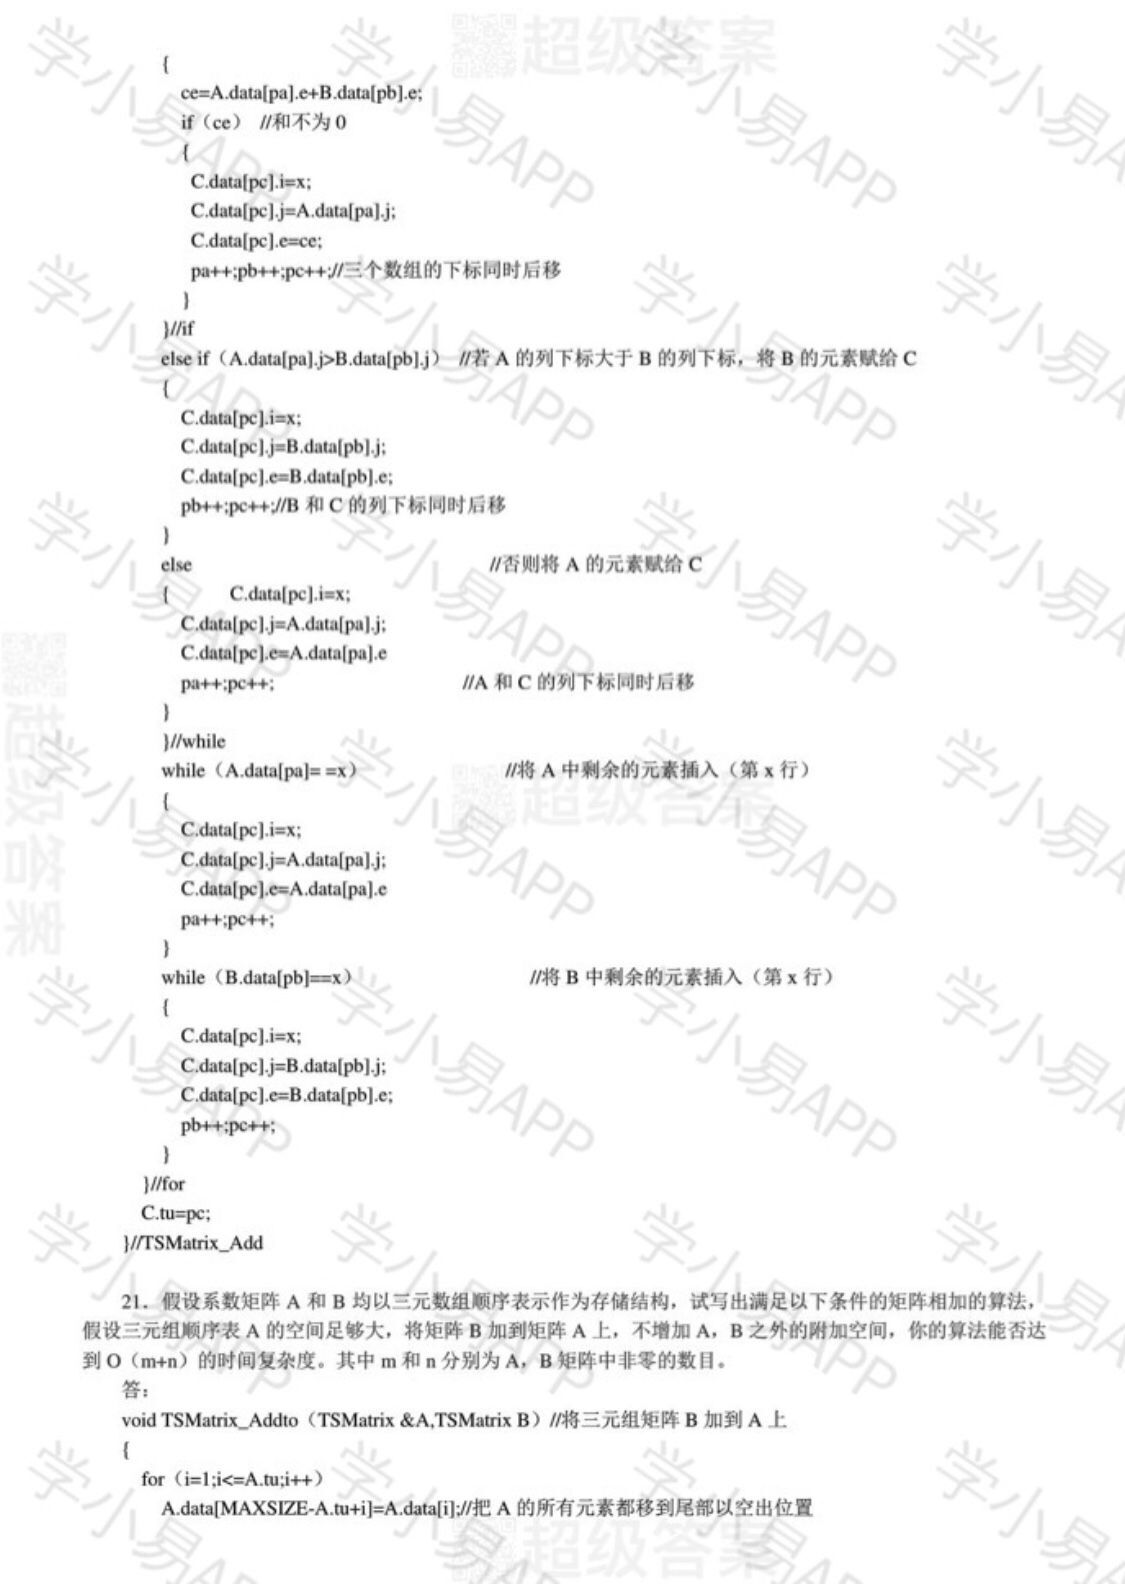 {
ce=A.data[pa].e+B.data[pb].e;
if（ce） //和不为 0
{
C.data[pc].i=x;
C.data[pc].j=A.data[pa].j;
C.data[pc].e=ce;
pa++;pb++;pc++;//三个数组的下标同时后移
}
}//if
else if（A.data[pa].j>B.data[pb].j） //若 A 的列下标大于 B 的列下标，将 B 的元素赋给 C
{
C.data[pc].i=x;
C.data[pc].j=B.data[pb].j;
C.data[pc].e=B.data[pb].e;
pb++;pc++;//B 和 C 的列下标同时后移
}
else //否则将 A 的元素赋给 C
{ C.data[pc].i=x;
C.data[pc].j=A.data[pa].j;
C.data[pc].e=A.data[pa].e
pa++;pc++; //A 和 C 的列下标同时后移
}
}//while
while（A.data[pa]= =x） //将 A 中剩余的元素插入（第 x 行）
{
C.data[pc].i=x;
C.data[pc].j=A.data[pa].j;
C.data[pc].e=A.data[pa].e
pa++;pc++;
}
while（B.data[pb]==x） //将 B 中剩余的元素插入（第 x 行）
{
C.data[pc].i=x;
C.data[pc].j=B.data[pb].j;
C.data[pc].e=B.data[pb].e;
pb++;pc++;
}
}//for
C.tu=pc;
}//TSMatrix_Add
21．假设系数矩阵 A 和 B 均以三元数组顺序表示作为存储结构，试写出满足以下条件的矩阵相加的算法，
假设三元组顺序表 A 的空间足够大，将矩阵 B 加到矩阵 A 上，不增加 A，B 之外的附加空间，你的算法能否达
到 O（m+n）的时间复杂度。其中 m 和 n 分别为 A，B 矩阵中非零的数目。
答：
void TSMatrix_Addto（TSMatrix &A,TSMatrix B）//将三元组矩阵 B 加到 A 上
{
for（i=1;i<=A.tu;i++）
A.data[MAXSIZE-A.tu+i]=A.data[i];//把 A 的所有元素都移到尾部以空出位置
学小易APP
超级答案